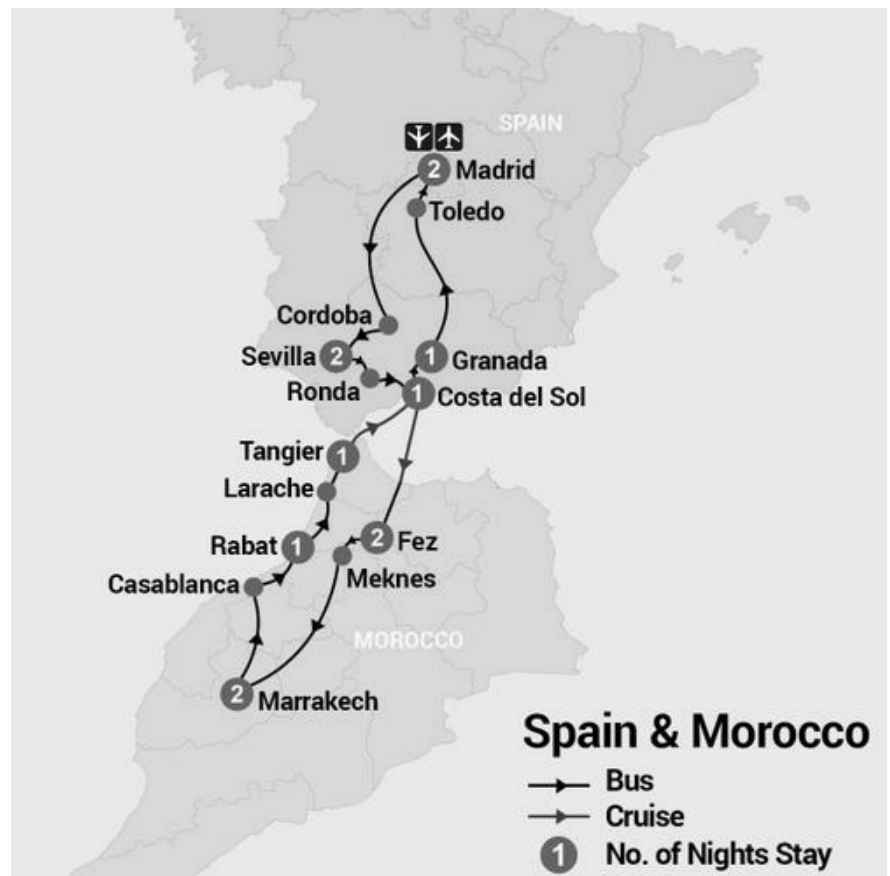 SPAIN
2 Madrid
Toledo
Cordoba
Sevilla 2
1 Granada
Ronda
1 Costa del Sol
Tangier 1
Larache
Rabat 1
2 Fez
Meknes
Casablanca
MOROCCO
2 Marrakech
Spain & Morocco
Bus
Cruise
1 No. of Nights Stay